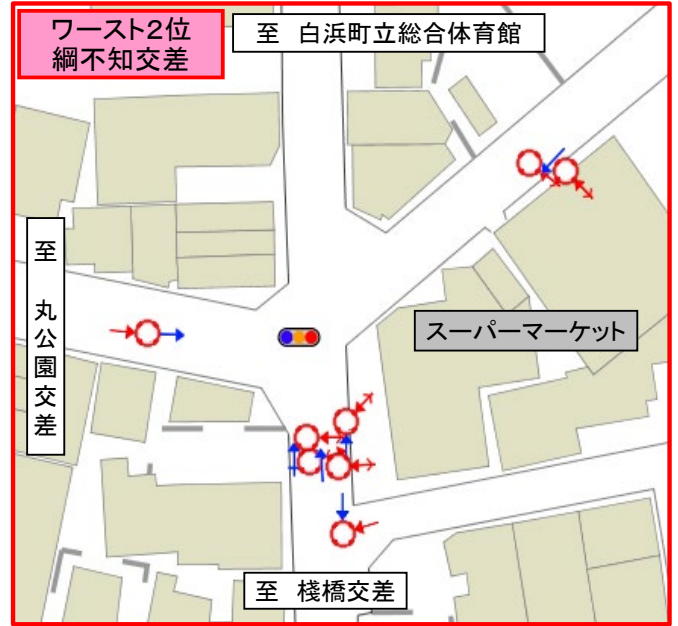 ワースト2位
綱不知交差
至 白浜町立総合体育館
至 丸公園交差
スーパーマーケット
至 棧橋交差